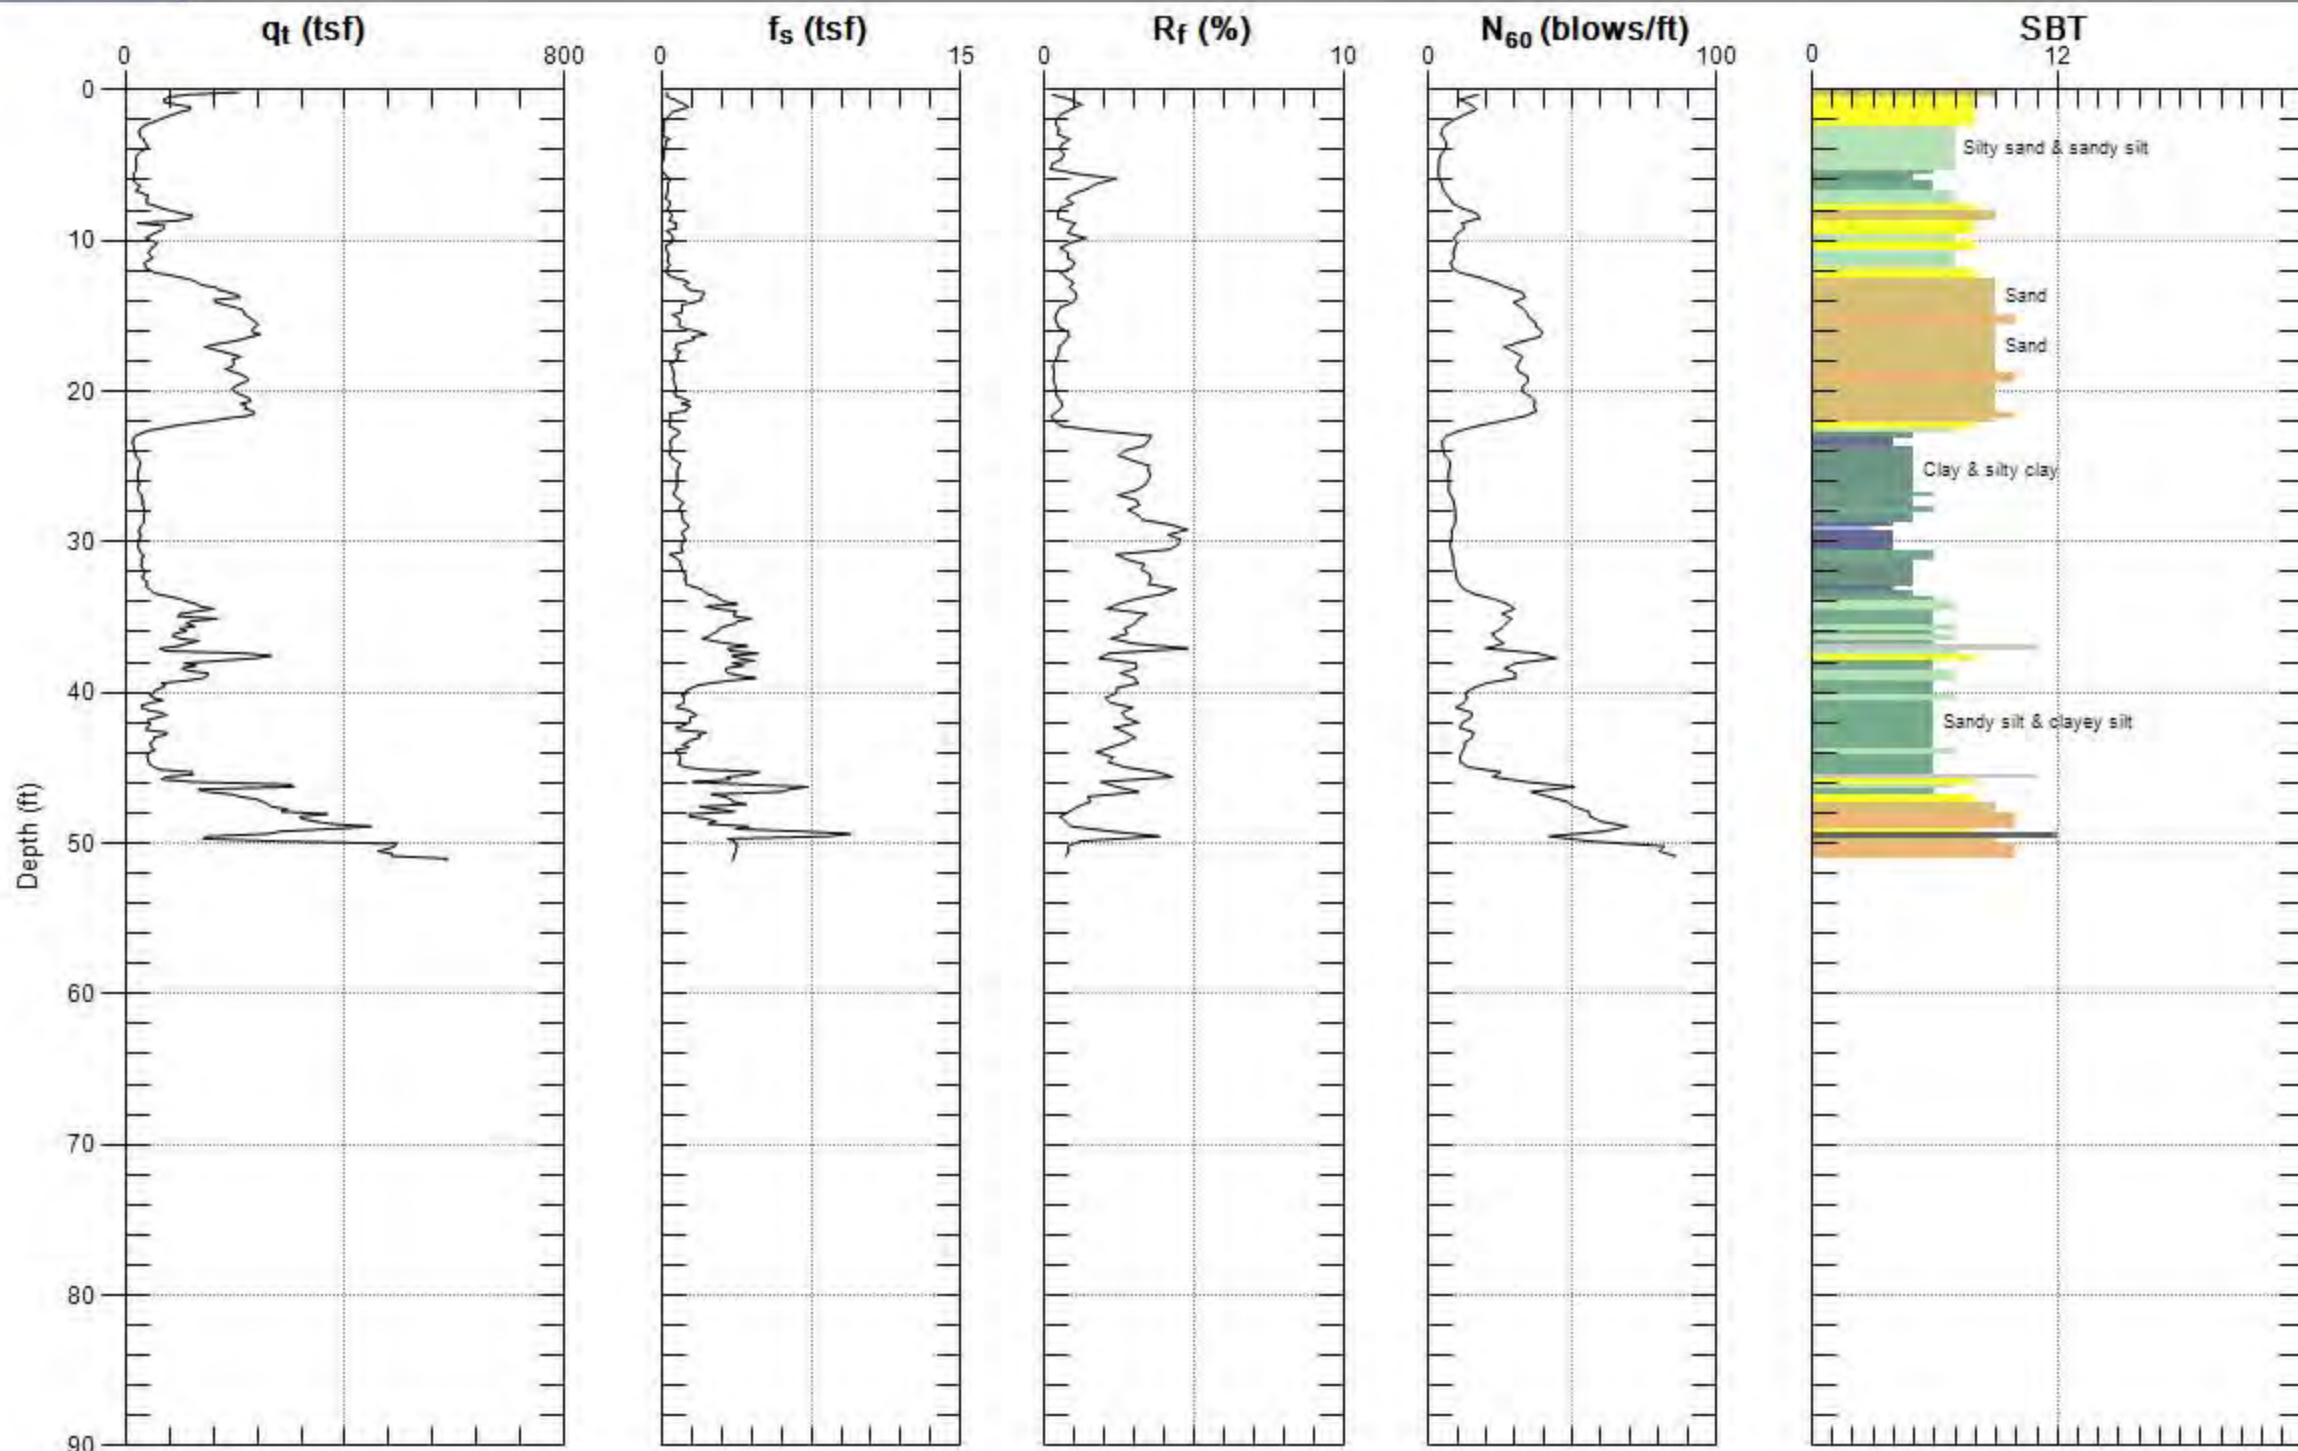 qt (tsf)
fs (tsf)
Rf (%)
N60 (blows/ft)
SBT
0 800
0 15
0 10
0 100
0 12
0
Silty sand & sandy silt
10
Sand
Sand
20
Clay & silty clay
30
40
Sandy silt & clayey silt
50
Depth (ft)
60
70
80
90